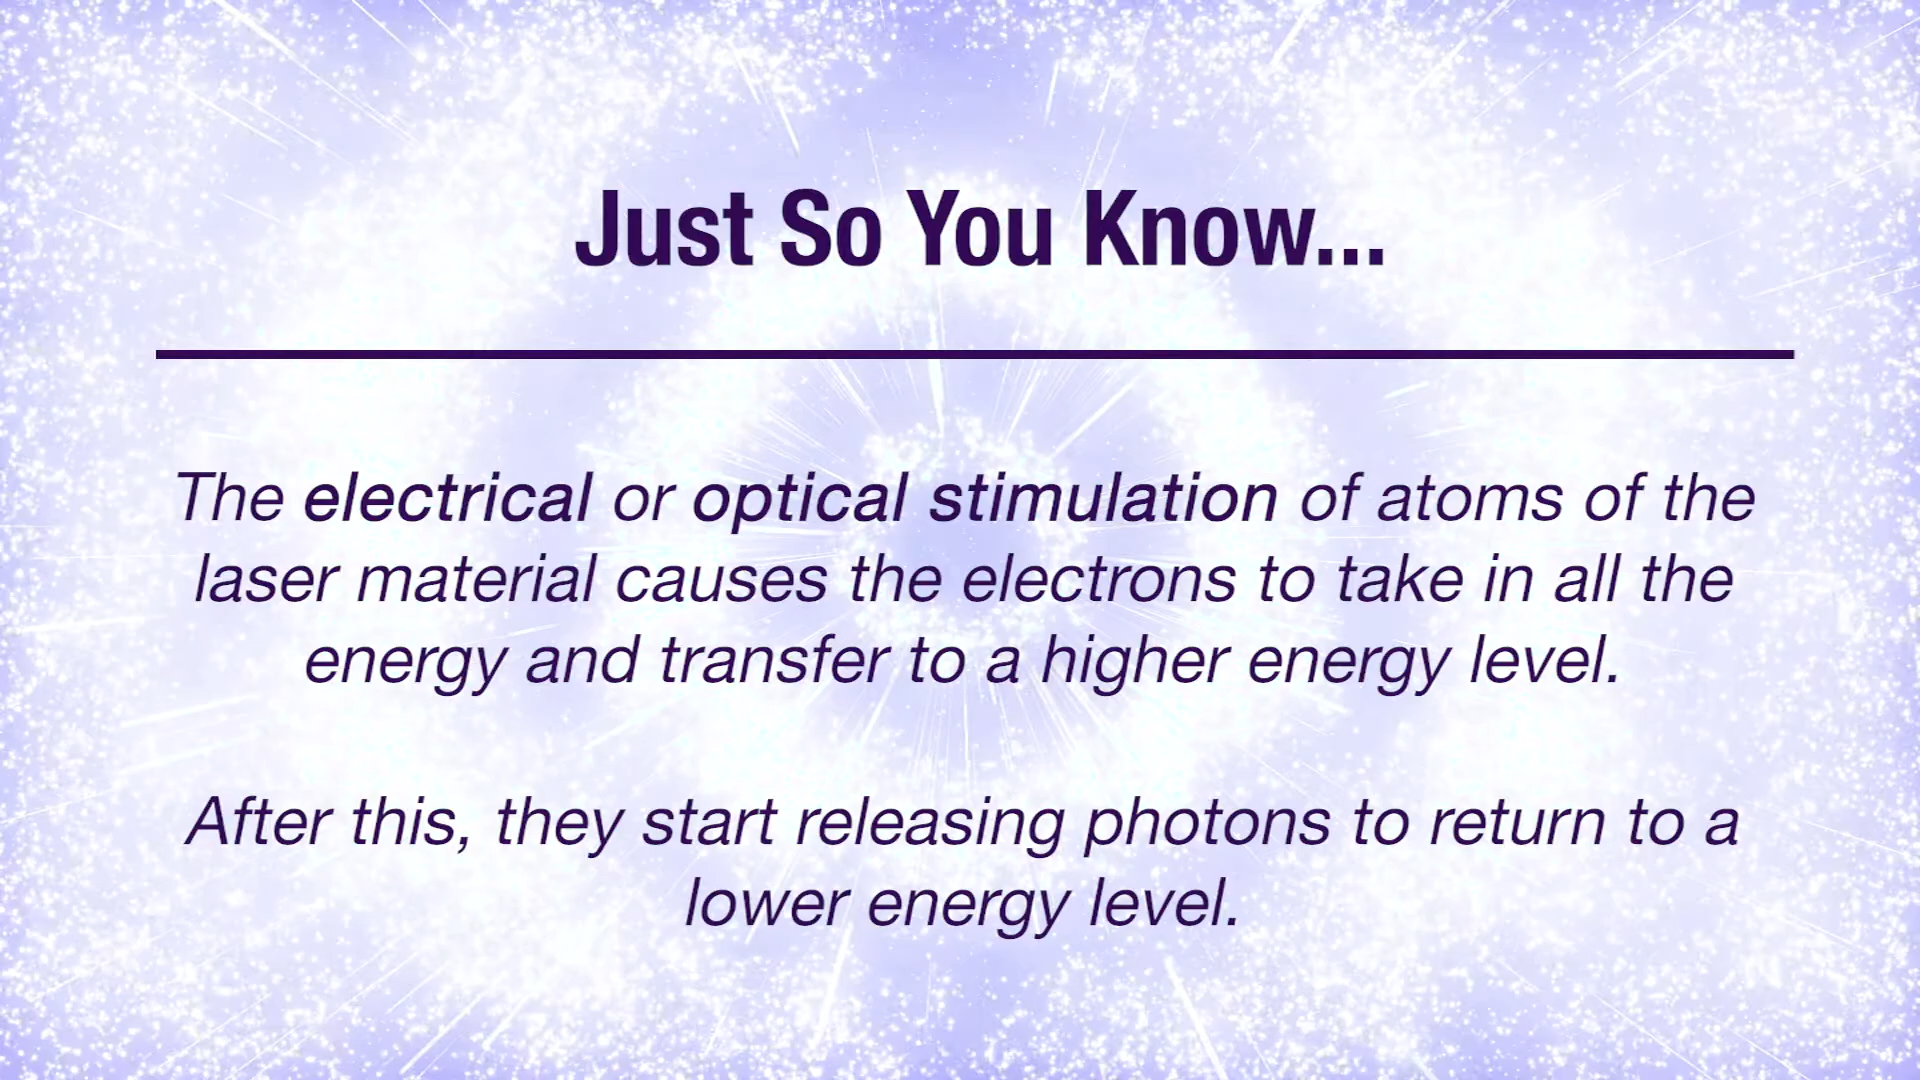 Just So You Know...
The electrical or optical stimulation of atoms of the
laser material causes the electrons to take in all the
energy and transfer to a higher energy level.
After this, they start releasing photons to return to a
lower energy level.